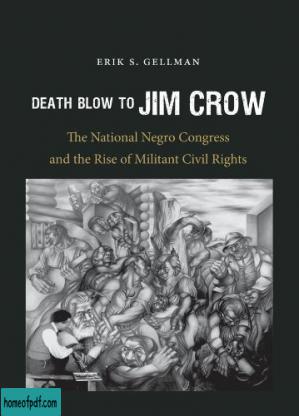 ERIK S. GELLMAN
DEATH BLOW TO JIM CROW
The National Negro Congress
and the Rise of Militant Civil Rights
homeofpdf.com